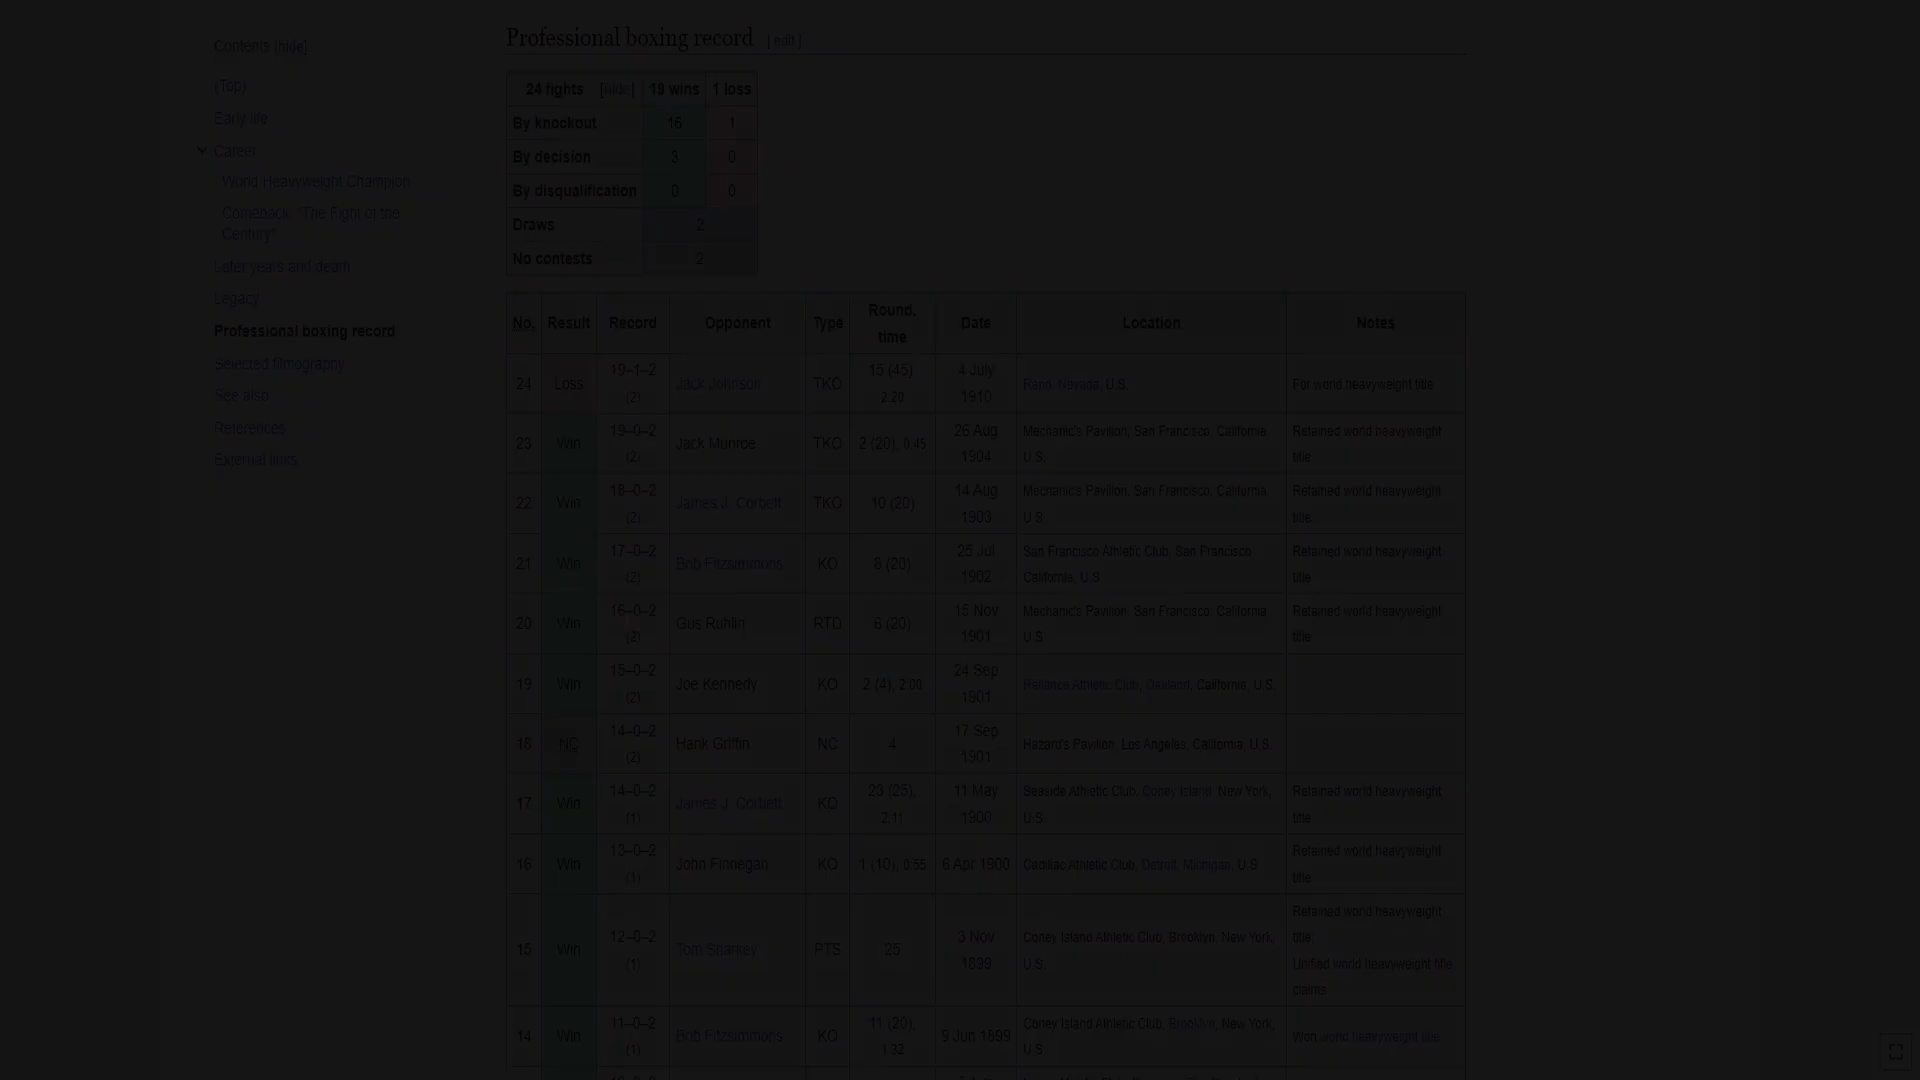 Contents [hide]
(Top)
Early life
Career
World Heavyweight Champion
Comeback: "The Fight of the
Century"
Later years and death
Legacy
Professional boxing record
Selected filmography
See also
References
External links
Professional boxing record [ edit ]
24 fights [hide] 19 wins 1 loss
By knockout 16 1
By decision 3 0
By disqualification 0 0
Draws 2
No contests 2
No. Result Record Opponent Type Round, time Date Location Notes
24 Loss 19–1–2 (2) Jack Johnson TKO 15 (45), 2:20 4 July 1910 Reno, Nevada, U.S. For world heavyweight title
23 Win 19–0–2 (2) Jack Munroe TKO 2 (20), 0:45 26 Aug 1904 Mechanic's Pavilion, San Francisco, California, U.S. Retained world heavyweight title
22 Win 18–0–2 (2) James J. Corbett TKO 10 (20) 14 Aug 1903 Mechanic's Pavilion, San Francisco, California, U.S. Retained world heavyweight title
21 Win 17–0–2 (2) Bob Fitzsimmons KO 8 (20) 25 Jul 1902 San Francisco Athletic Club, San Francisco, California, U.S. Retained world heavyweight title
20 Win 16–0–2 (2) Gus Ruhlin RTD 6 (20) 15 Nov 1901 Mechanic's Pavilion, San Francisco, California, U.S. Retained world heavyweight title
19 Win 15–0–2 (2) Joe Kennedy KO 2 (4), 2:00 24 Sep 1901 Reliance Athletic Club, Oakland, California, U.S.
18 NC 14–0–2 (2) Hank Griffin NC 4 17 Sep 1901 Hazard's Pavilion, Los Angeles, California, U.S.
17 Win 14–0–2 (1) James J. Corbett KO 23 (25), 2:11 11 May 1900 Seaside Athletic Club, Coney Island, New York, U.S. Retained world heavyweight title
16 Win 13–0–2 (1) John Finnegan KO 1 (10), 0:55 6 Apr 1900 Cadillac Athletic Club, Detroit, Michigan, U.S. Retained world heavyweight title
15 Win 12–0–2 (1) Tom Sharkey PTS 25 3 Nov 1899 Coney Island Athletic Club, Brooklyn, New York, U.S. Retained world heavyweight title; Unified world heavyweight title claims
14 Win 11–0–2 (1) Bob Fitzsimmons KO 11 (20), 1:32 9 Jun 1899 Coney Island Athletic Club, Brooklyn, New York, U.S. Won world heavyweight title